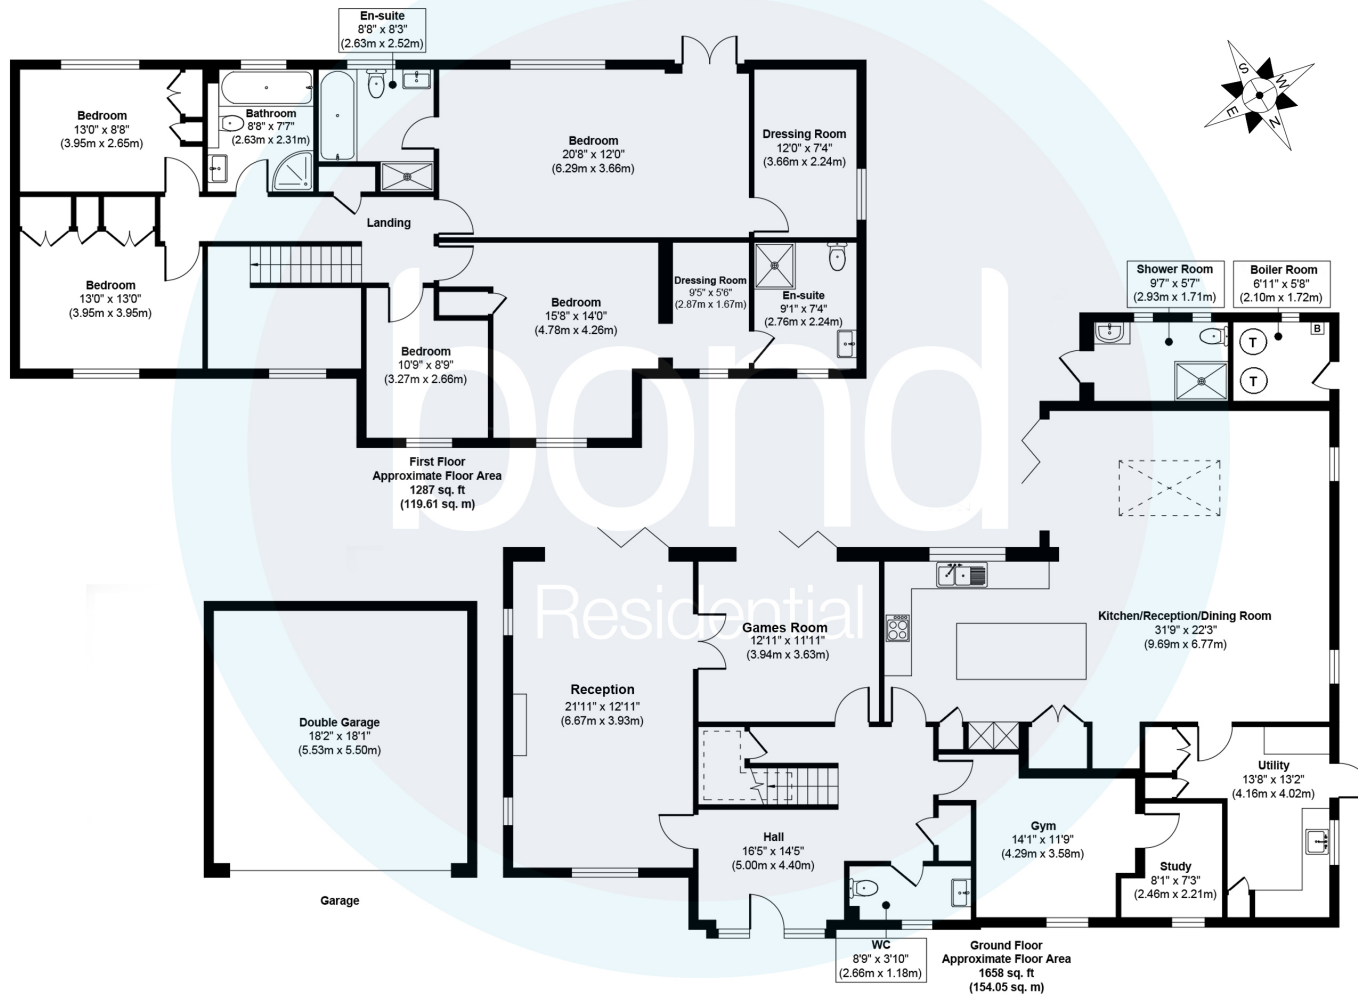 En-suite
8'8" x 8'3"
(2.63m x 2.52m)
Bedroom
13'0" x 8'8"
(3.95m x 2.65m)
Bathroom
8'8" x 7'7"
(2.63m x 2.31m)
Bedroom
20'8" x 12'0"
(6.29m x 3.66m)
Dressing Room
12'0" x 7'4"
(3.66m x 2.24m)
S
W
E
N
Landing
Bedroom
13'0" x 13'0"
(3.95m x 3.95m)
Bedroom
10'9" x 8'9"
(3.27m x 2.66m)
Bedroom
15'8" x 14'0"
(4.78m x 4.26m)
Dressing Room
9'5" x 5'6"
(2.87m x 1.67m)
En-suite
9'1" x 7'4"
(2.76m x 2.24m)
Shower Room
9'7" x 5'7"
(2.93m x 1.71m)
Boiler Room
6'11" x 5'8"
(2.10m x 1.72m)
B
T
T
First Floor
Approximate Floor Area
1287 sq. ft
(119.61 sq. m)
bond
Residential
Kitchen/Reception/Dining Room
31'9" x 22'3"
(9.69m x 6.77m)
Games Room
12'11" x 11'11"
(3.94m x 3.63m)
Reception
21'11" x 12'11"
(6.67m x 3.93m)
Double Garage
18'2" x 18'1"
(5.53m x 5.50m)
Garage
Hall
16'5" x 14'5"
(5.00m x 4.40m)
Gym
14'1" x 11'9"
(4.29m x 3.58m)
Utility
13'8" x 13'2"
(4.16m x 4.02m)
Study
8'1" x 7'3"
(2.46m x 2.21m)
WC
8'9" x 3'10"
(2.66m x 1.18m)
Ground Floor
Approximate Floor Area
1658 sq. ft
(154.05 sq. m)